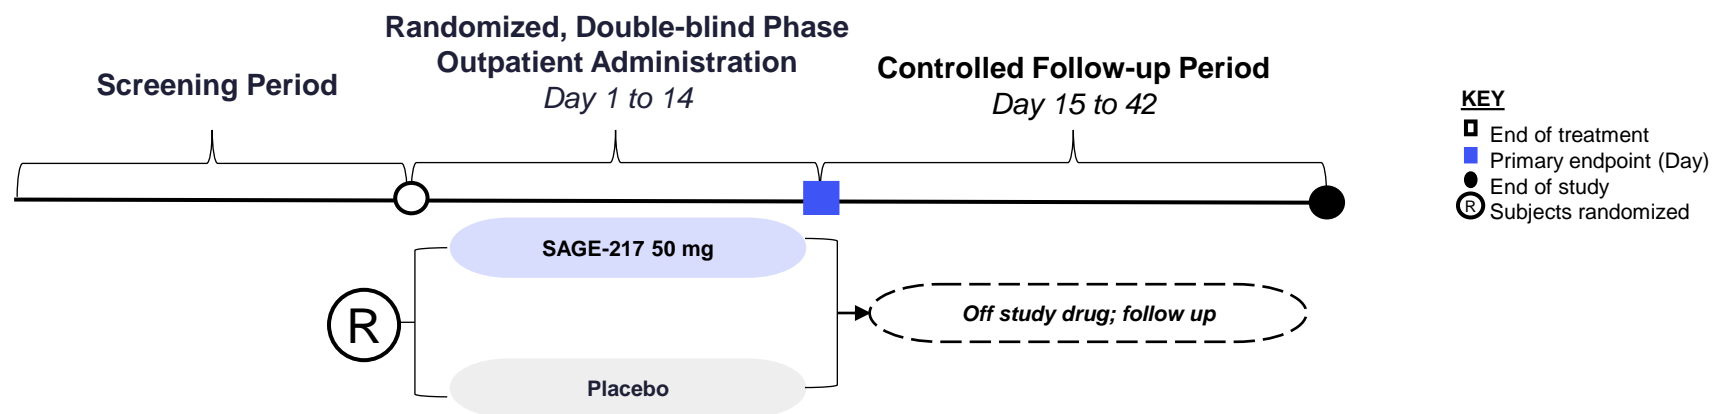 Screening Period
Randomized, Double-blind Phase
Outpatient Administration
Day 1 to 14
Controlled Follow-up Period
Day 15 to 42
KEY
End of treatment
Primary endpoint (Day)
End of study
R Subjects randomized
SAGE-217 50 mg
R
Placebo
Off study drug; follow up